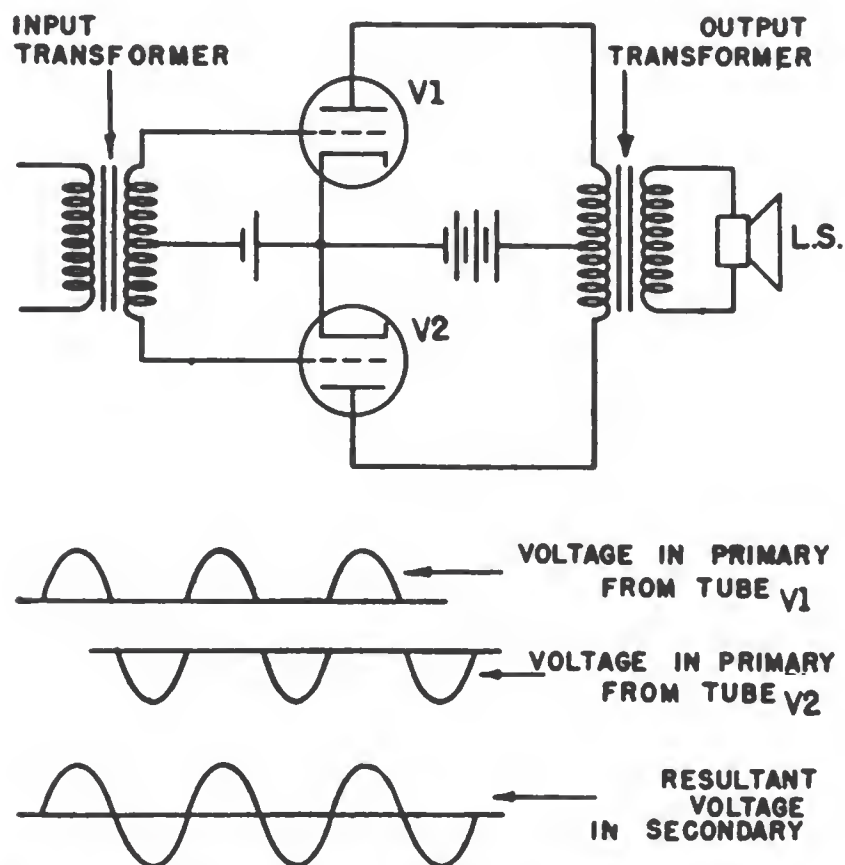 INPUT
TRANSFORMER
OUTPUT
TRANSFORMER
V1
L.S.
V2
VOLTAGE IN PRIMARY
FROM TUBE V1
VOLTAGE IN PRIMARY
FROM TUBE V2
RESULTANT
VOLTAGE
IN SECONDARY